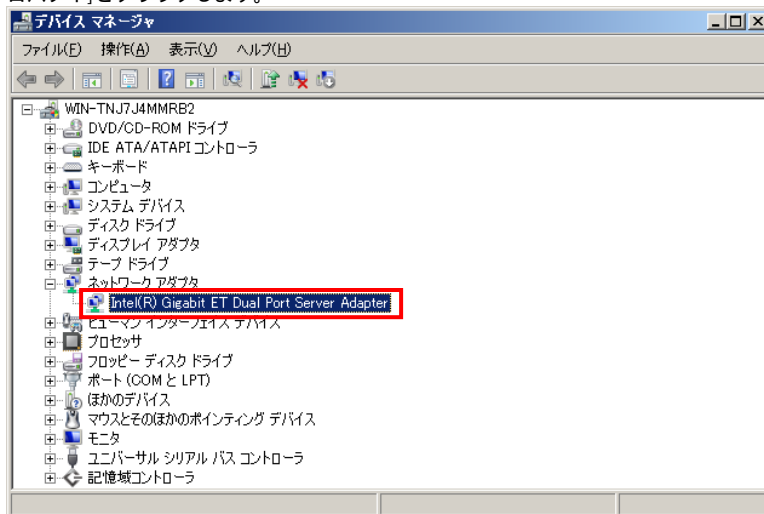 デバイス マネージャ
ファイル(F) 操作(A) 表示(V) ヘルプ(H)
WIN-TNJ7J4MMRB2
DVD/CD-ROM ドライブ
IDE ATA/ATAPI コントローラ
キーボード
コンピュータ
システム デバイス
ディスク ドライブ
ディスプレイ アダプタ
テープ ドライブ
ネットワーク アダプタ
Intel(R) Gigabit ET Dual Port Server Adapter
ヒューマン インターフェイス デバイス
プロセッサ
フロッピー ディスク ドライブ
ポート (COM と LPT)
ほかのデバイス
マウスとそのほかのポインティング デバイス
モニタ
ユニバーサル シリアル バス コントローラ
記憶域コントローラ